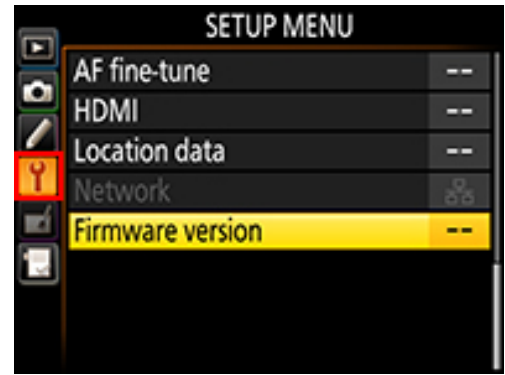 SETUP MENU
AF fine-tune --
HDMI --
Location data --
Network
Firmware version --